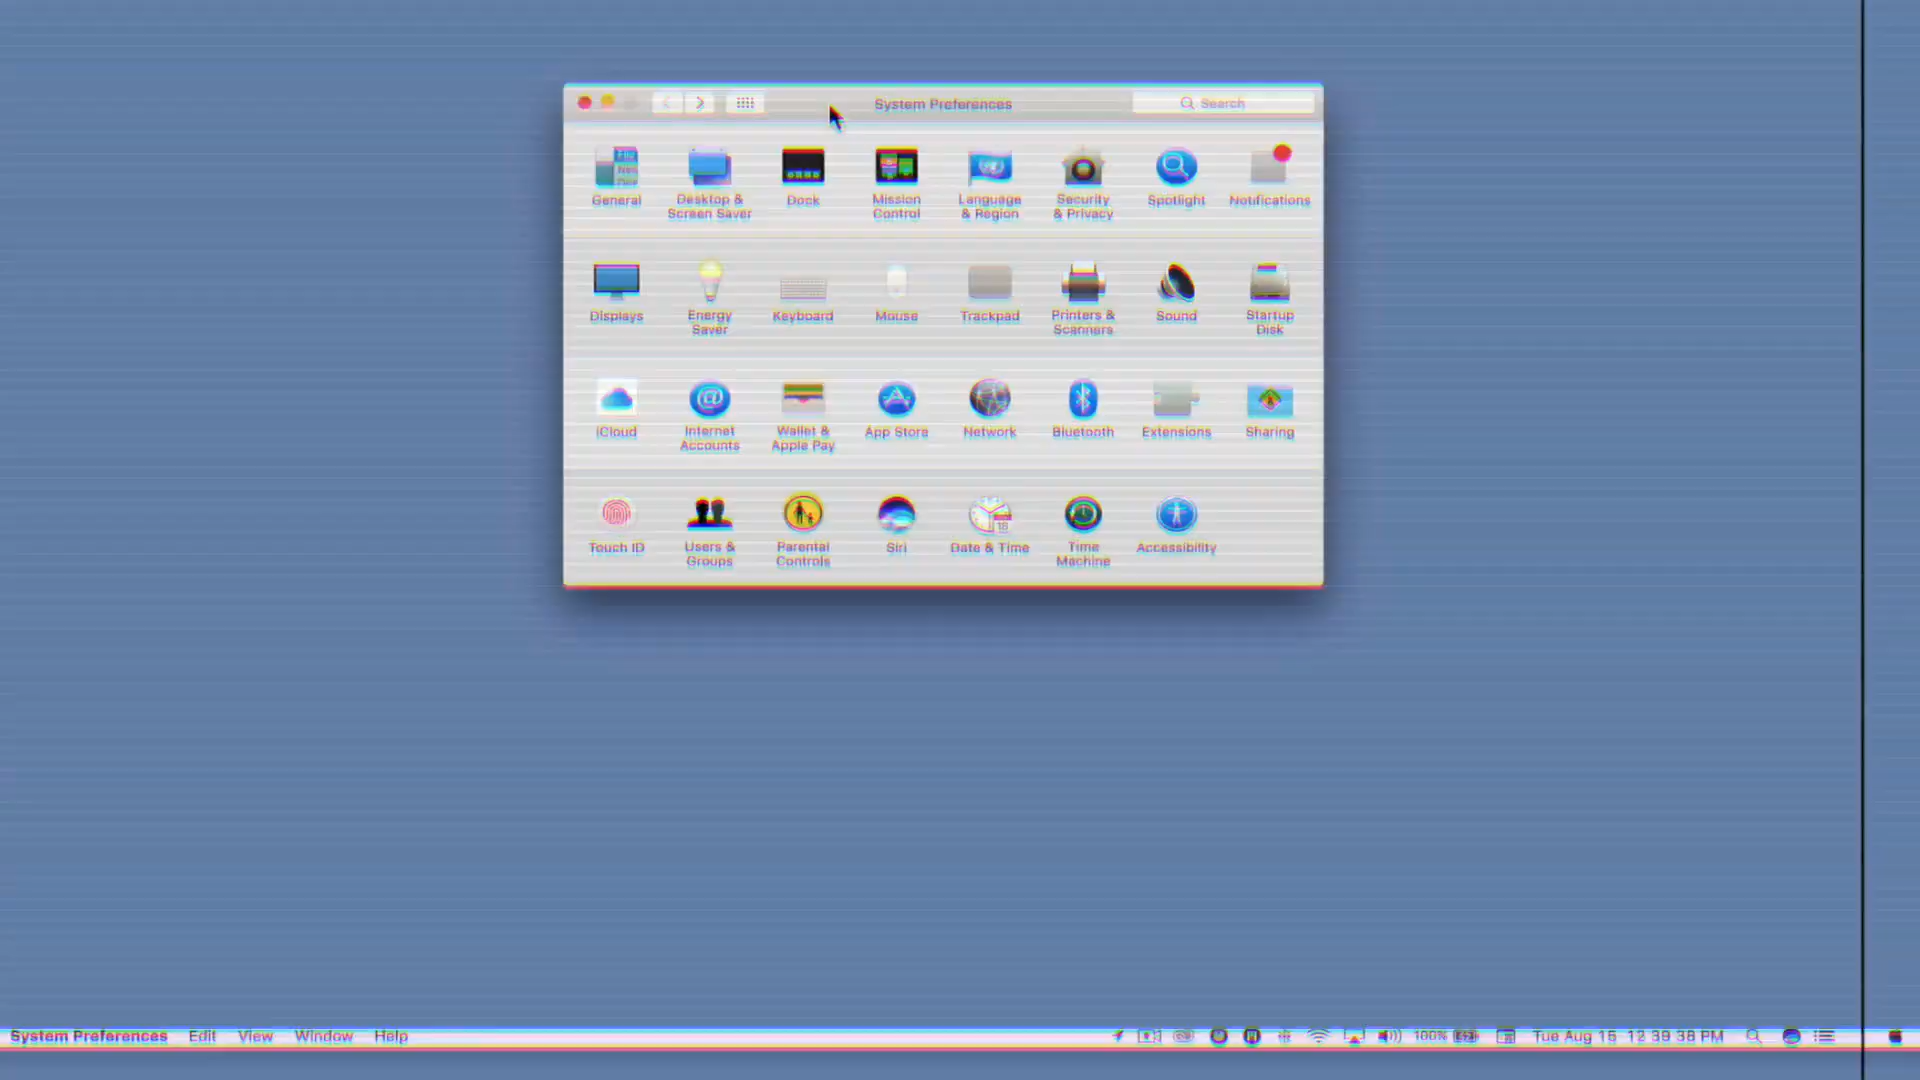 System Preferences
Search
General
Desktop &
Screen Saver
Dock
Mission
Control
Language
& Region
Security
& Privacy
Spotlight
Notifications
Displays
Energy
Saver
Keyboard
Mouse
Trackpad
Printers &
Scanners
Sound
Startup
Disk
iCloud
Internet
Accounts
Wallet &
Apple Pay
App Store
Network
Bluetooth
Extensions
Sharing
Touch ID
Users &
Groups
Parental
Controls
Siri
Date & Time
Time
Machine
Accessibility
System Preferences Edit View Window Help 100% Tue Aug 15 12 39 38 PM